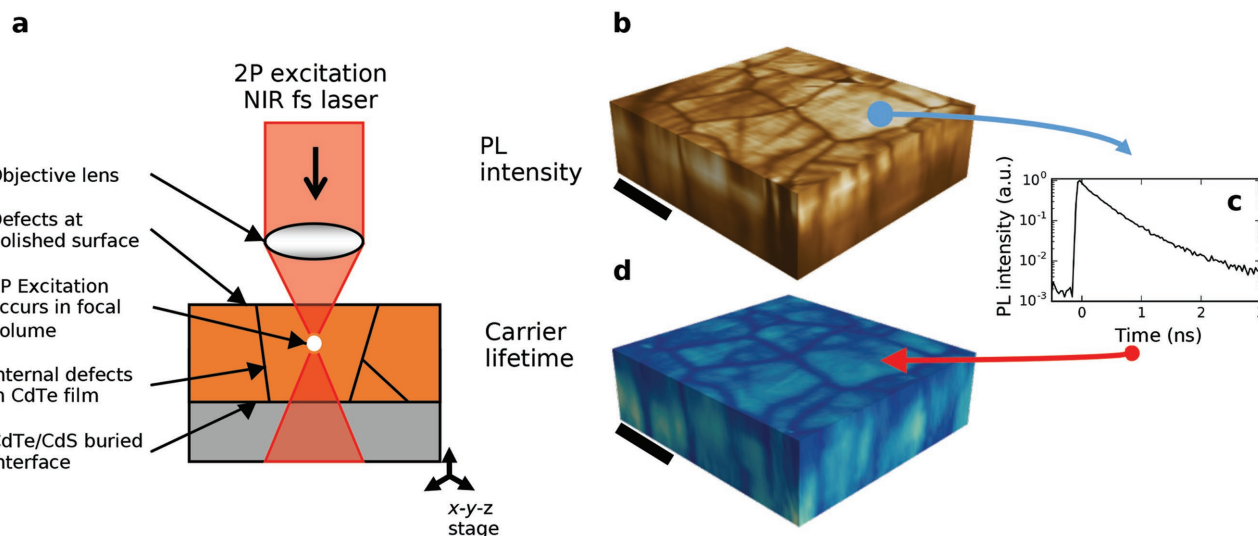 a
2P excitation
NIR fs laser
bjective lens
efects at
olished surface
P Excitation
ccurs in focal
olume
nternal defects
n CdTe film
CdTe/CdS buried
nterface
x-y-z
stage
b
PL
intensity
d
Carrier
lifetime
c
PL intensity (a.u.)
10⁰
10⁻¹
10⁻²
10⁻³
0
1
2
Time (ns)